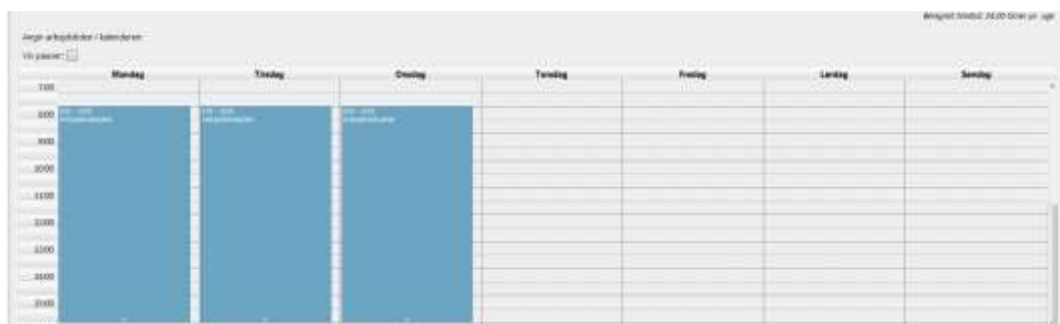 Beregnet timetal: 24,00 timer pr. uge
Angiv arbejdstiden i kalenderen
Vis pauser:
Mandag Tirsdag Onsdag Torsdag Fredag Lørdag Søndag
7:00
8:00
9:00
10:00
11:00
12:00
13:00
14:00
15:00